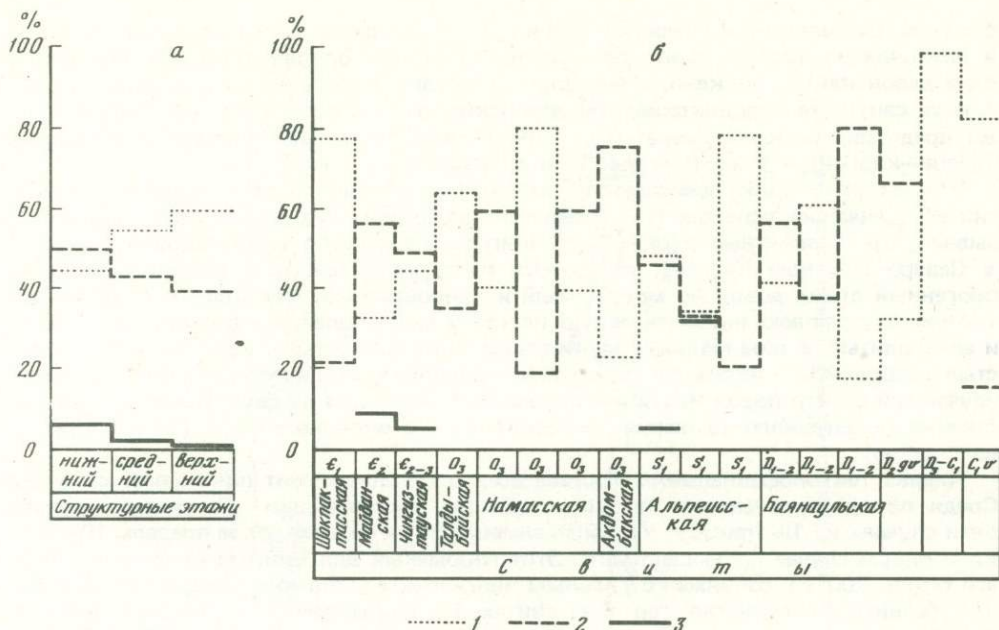 % %
100 а 100 б
80 80
60 60
40 40
20 20
0 0
ниж-
ний
сред-
ний
верх-
ний
Структурные этажи
Є₁ Є₂ Є₂₋₃ O₃ O₃ O₃ O₃ O₃ S₁ S₁ S₁ D₁₋₂ D₁₋₂ D₁₋₂ D₂gv D₃-C₁ C₁v
Майдан
ская
Чингиз
тауская
Талды-
байская
Намасская
Акдом
бакская
Альпеисс-
кая
Баянаульская
С в и т ы
1 2 3